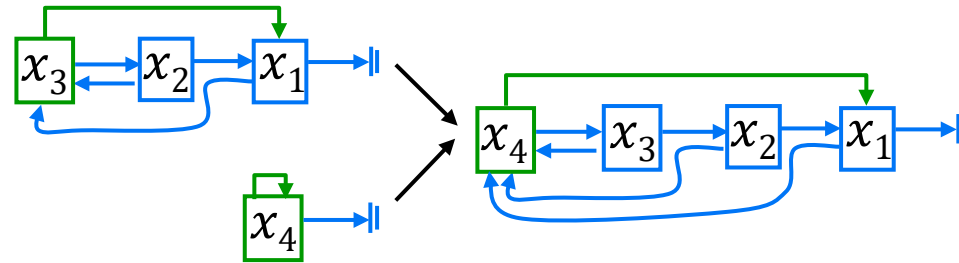 x₃ x₂ x₁
x₄ x₃ x₂ x₁
x₄